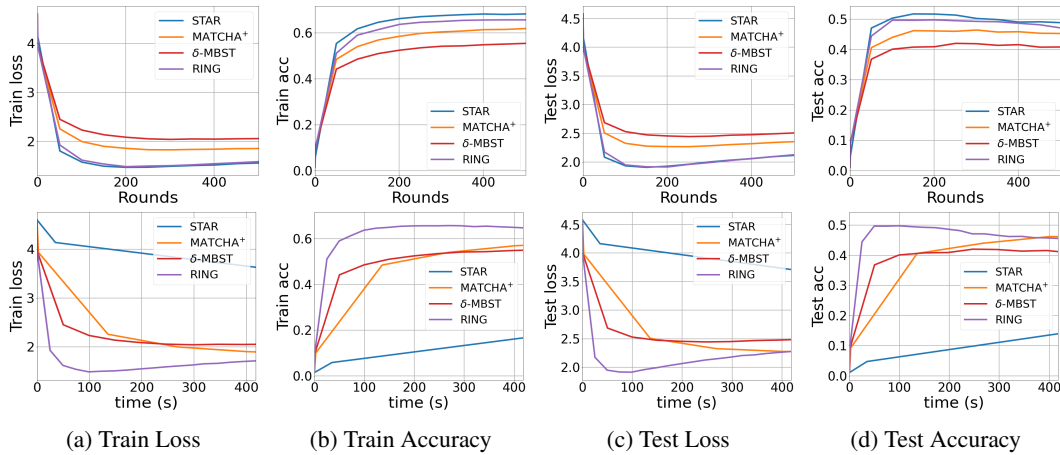 Train loss
4
3
2
0
200
400
Rounds
STAR
MATCHA+
δ-MBST
RING
Train acc
0.8
0.6
0.4
0.2
0.0
0
200
400
Rounds
STAR
MATCHA+
δ-MBST
RING
Test loss
4.5
4.0
3.5
3.0
2.5
2.0
0
200
400
Rounds
STAR
MATCHA+
δ-MBST
RING
Test acc
0.5
0.4
0.3
0.2
0.1
0.0
0
200
400
Rounds
STAR
MATCHA+
δ-MBST
RING
Train loss
4
3
2
0
100
200
300
400
time (s)
STAR
MATCHA+
δ-MBST
RING
Train acc
0.8
0.6
0.4
0.2
0.0
0
100
200
300
400
time (s)
STAR
MATCHA+
δ-MBST
RING
Test loss
4.5
4.0
3.5
3.0
2.5
2.0
0
100
200
300
400
time (s)
STAR
MATCHA+
δ-MBST
RING
Test acc
0.5
0.4
0.3
0.2
0.1
0.0
0
100
200
300
400
time (s)
STAR
MATCHA+
δ-MBST
RING
(a) Train Loss
(b) Train Accuracy
(c) Test Loss
(d) Test Accuracy